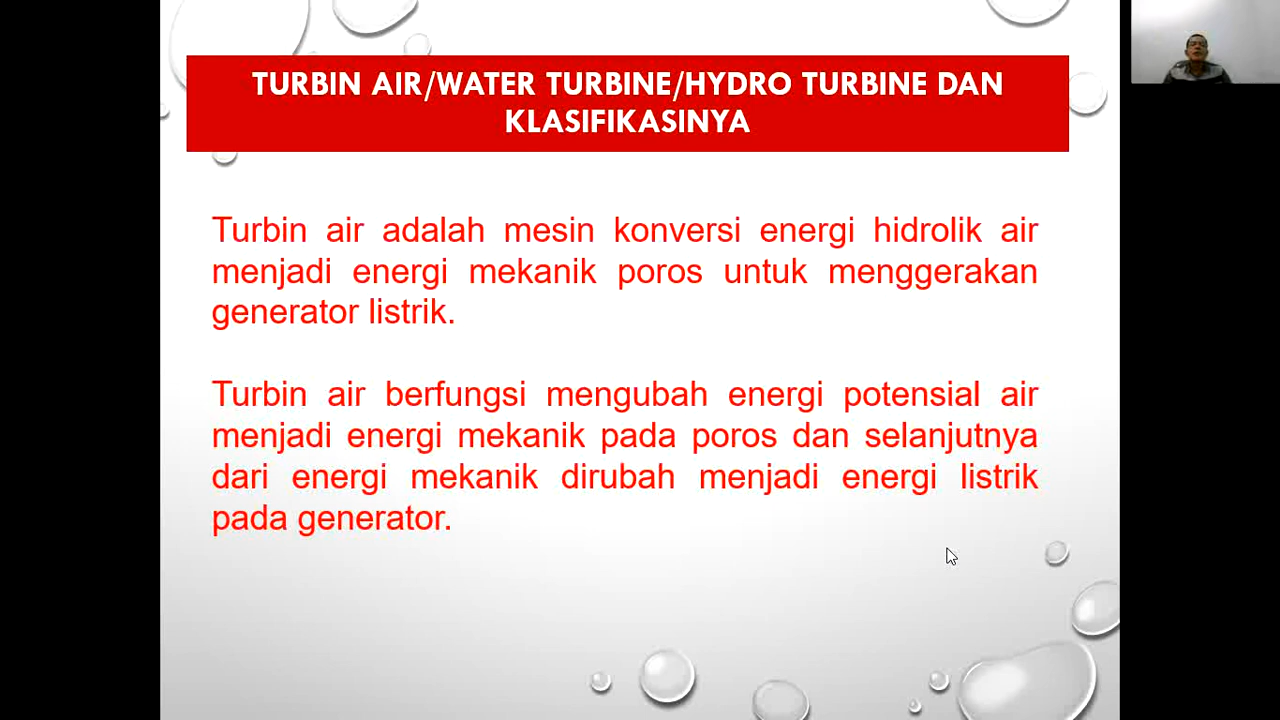 TURBIN AIR/WATER TURBINE/HYDRO TURBINE DAN
KLASIFIKASINYA
Turbin air adalah mesin konversi energi hidrolik air
menjadi energi mekanik poros untuk menggerakan
generator listrik.
Turbin air berfungsi mengubah energi potensial air
menjadi energi mekanik pada poros dan selanjutnya
dari energi mekanik dirubah menjadi energi listrik
pada generator.